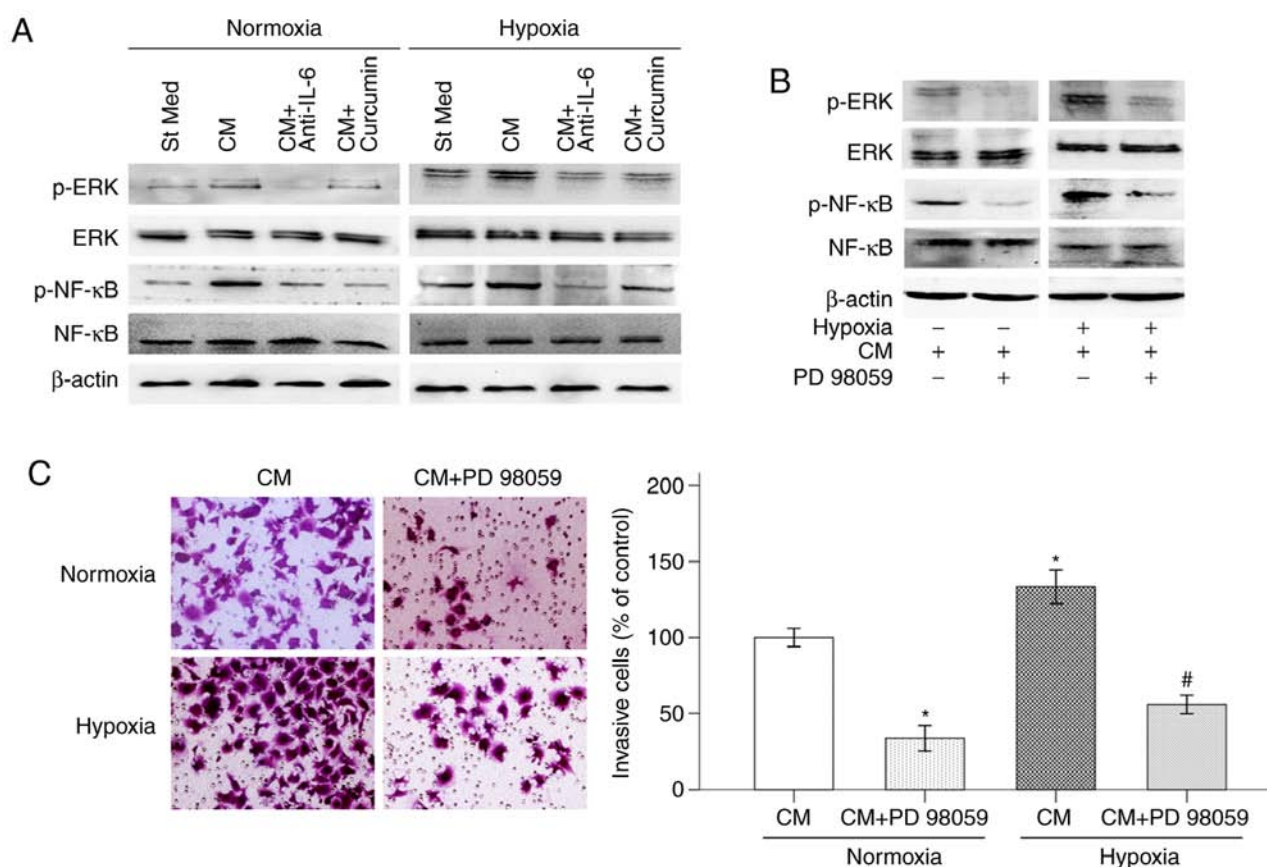 A
Normoxia
Hypoxia
St Med
CM
CM+
Anti-IL-6
CM+
Curcumin
St Med
CM
CM+
Anti-IL-6
CM+
Curcumin
p-ERK
ERK
p-NF-κB
NF-κB
β-actin
B
p-ERK
ERK
p-NF-κB
NF-κB
β-actin
Hypoxia − − + +
CM + + + +
PD 98059 − + − +
C
CM CM+PD 98059
Normoxia
Hypoxia
Invasive cells (% of control)
200
150
100
50
0
*
*
#
CM CM+PD 98059 CM CM+PD 98059
Normoxia Hypoxia